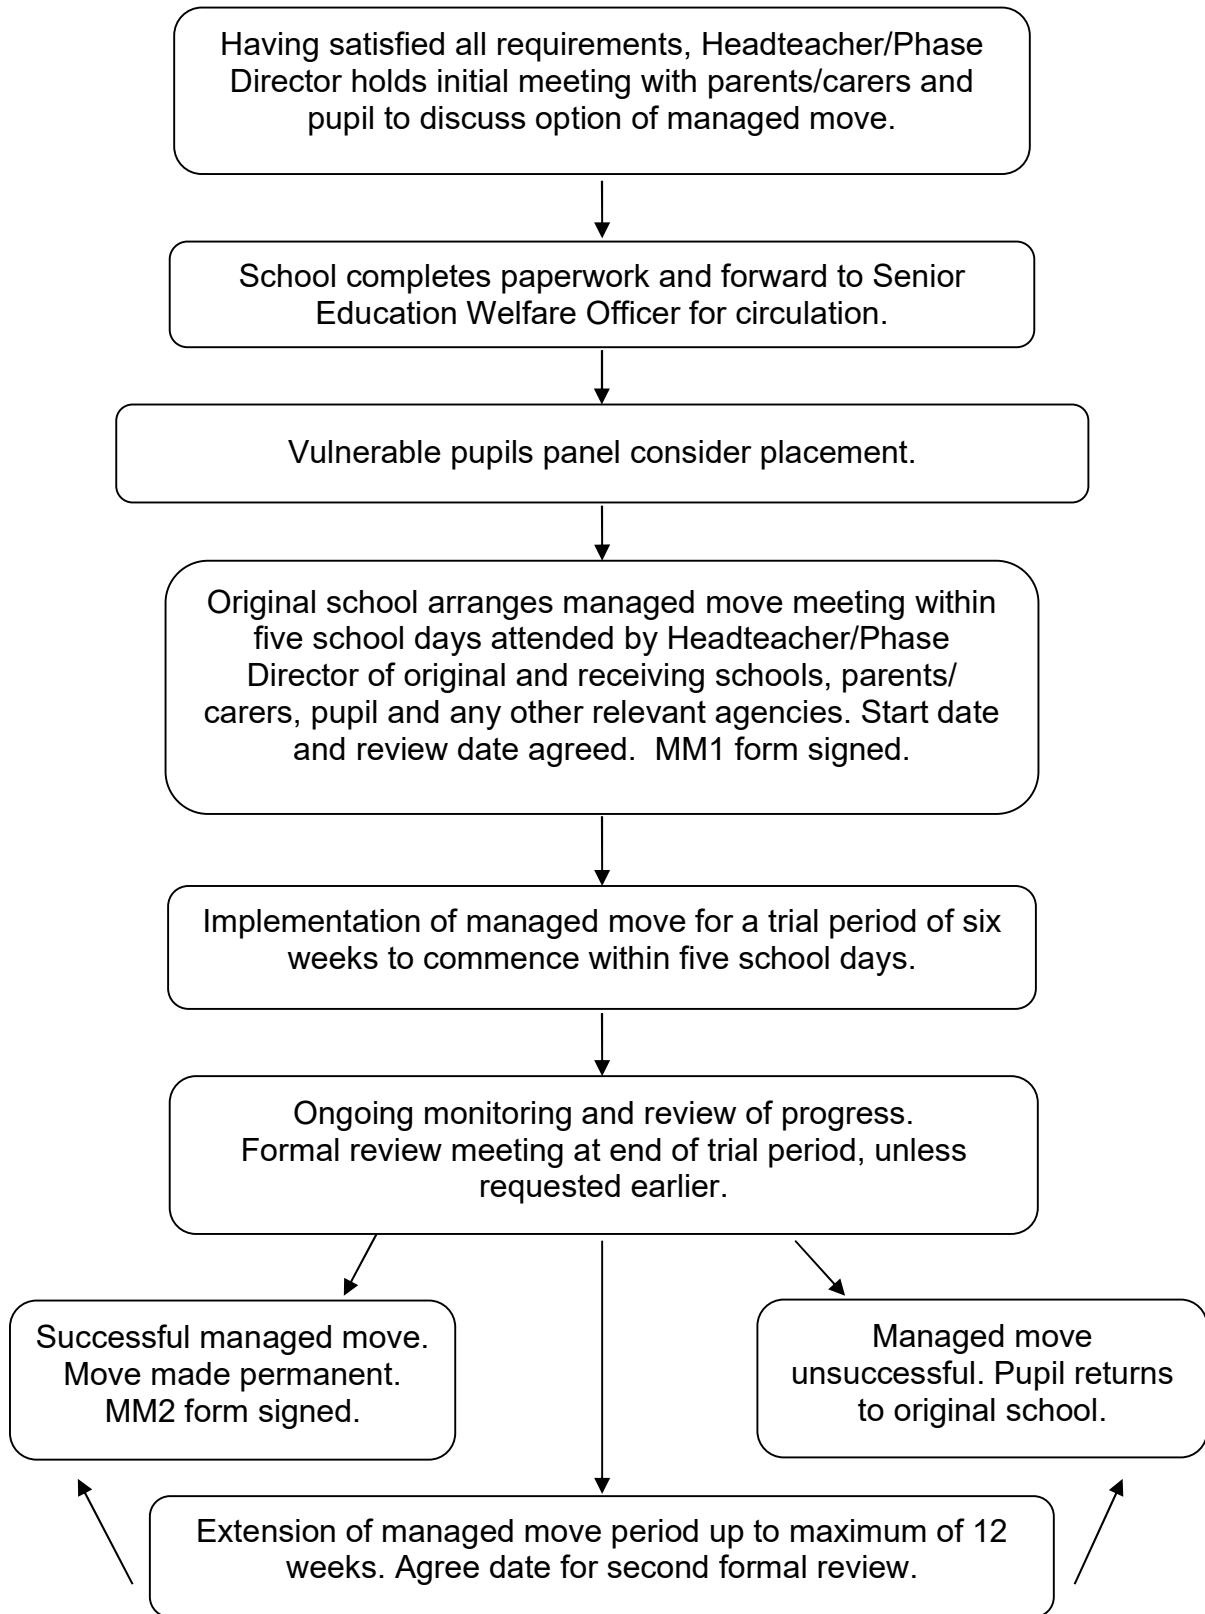 Having satisfied all requirements, Headteacher/Phase
Director holds initial meeting with parents/carers and
pupil to discuss option of managed move.
School completes paperwork and forward to Senior
Education Welfare Officer for circulation.
Vulnerable pupils panel consider placement.
Original school arranges managed move meeting within
five school days attended by Headteacher/Phase
Director of original and receiving schools, parents/
carers, pupil and any other relevant agencies. Start date
and review date agreed.  MM1 form signed.
Implementation of managed move for a trial period of six
weeks to commence within five school days.
Ongoing monitoring and review of progress.
Formal review meeting at end of trial period, unless
requested earlier.
Successful managed move.
Move made permanent.
MM2 form signed.
Managed move
unsuccessful. Pupil returns
to original school.
Extension of managed move period up to maximum of 12
weeks. Agree date for second formal review.